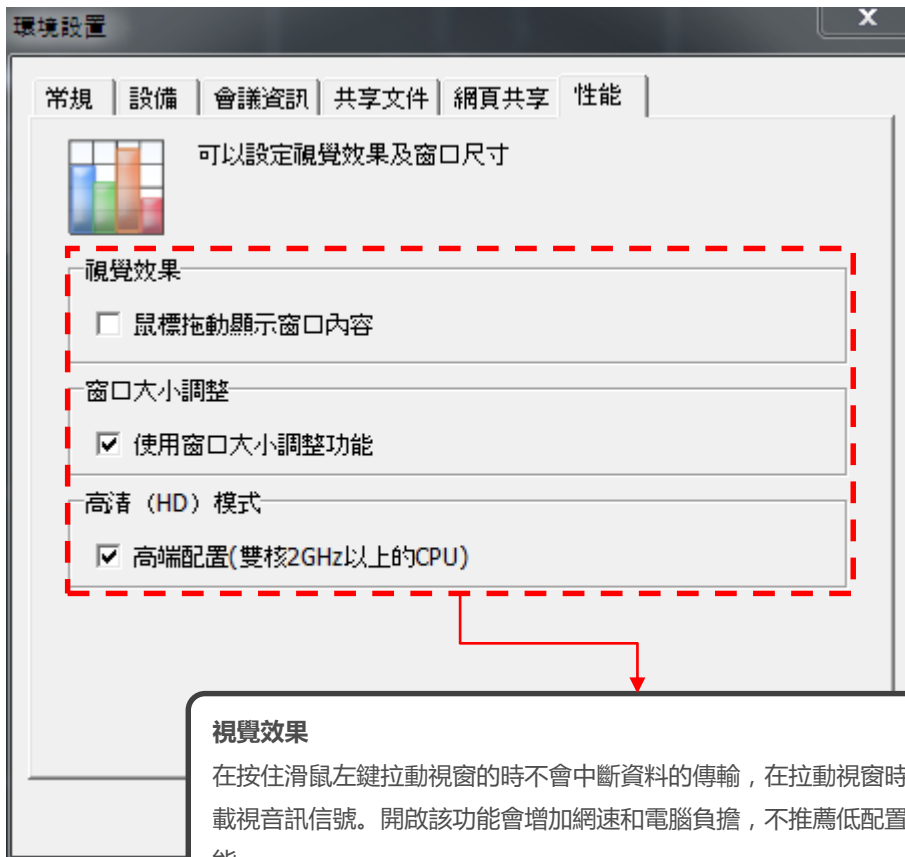 環境設置
X
常規 設備 會議資訊 共享文件 網頁共享 性能
可以設定視覺效果及窗口尺寸
視覺效果
鼠標拖動顯示窗口內容
窗口大小調整
使用窗口大小調整功能
高清（HD）模式
高端配置(雙核2GHz以上的CPU)
視覺效果
在按住滑鼠左鍵拉動視窗的時不會中斷資料的傳輸，在拉動視窗時
載視音訊信號。開啟該功能會增加網速和電腦負擔，不推薦低配置